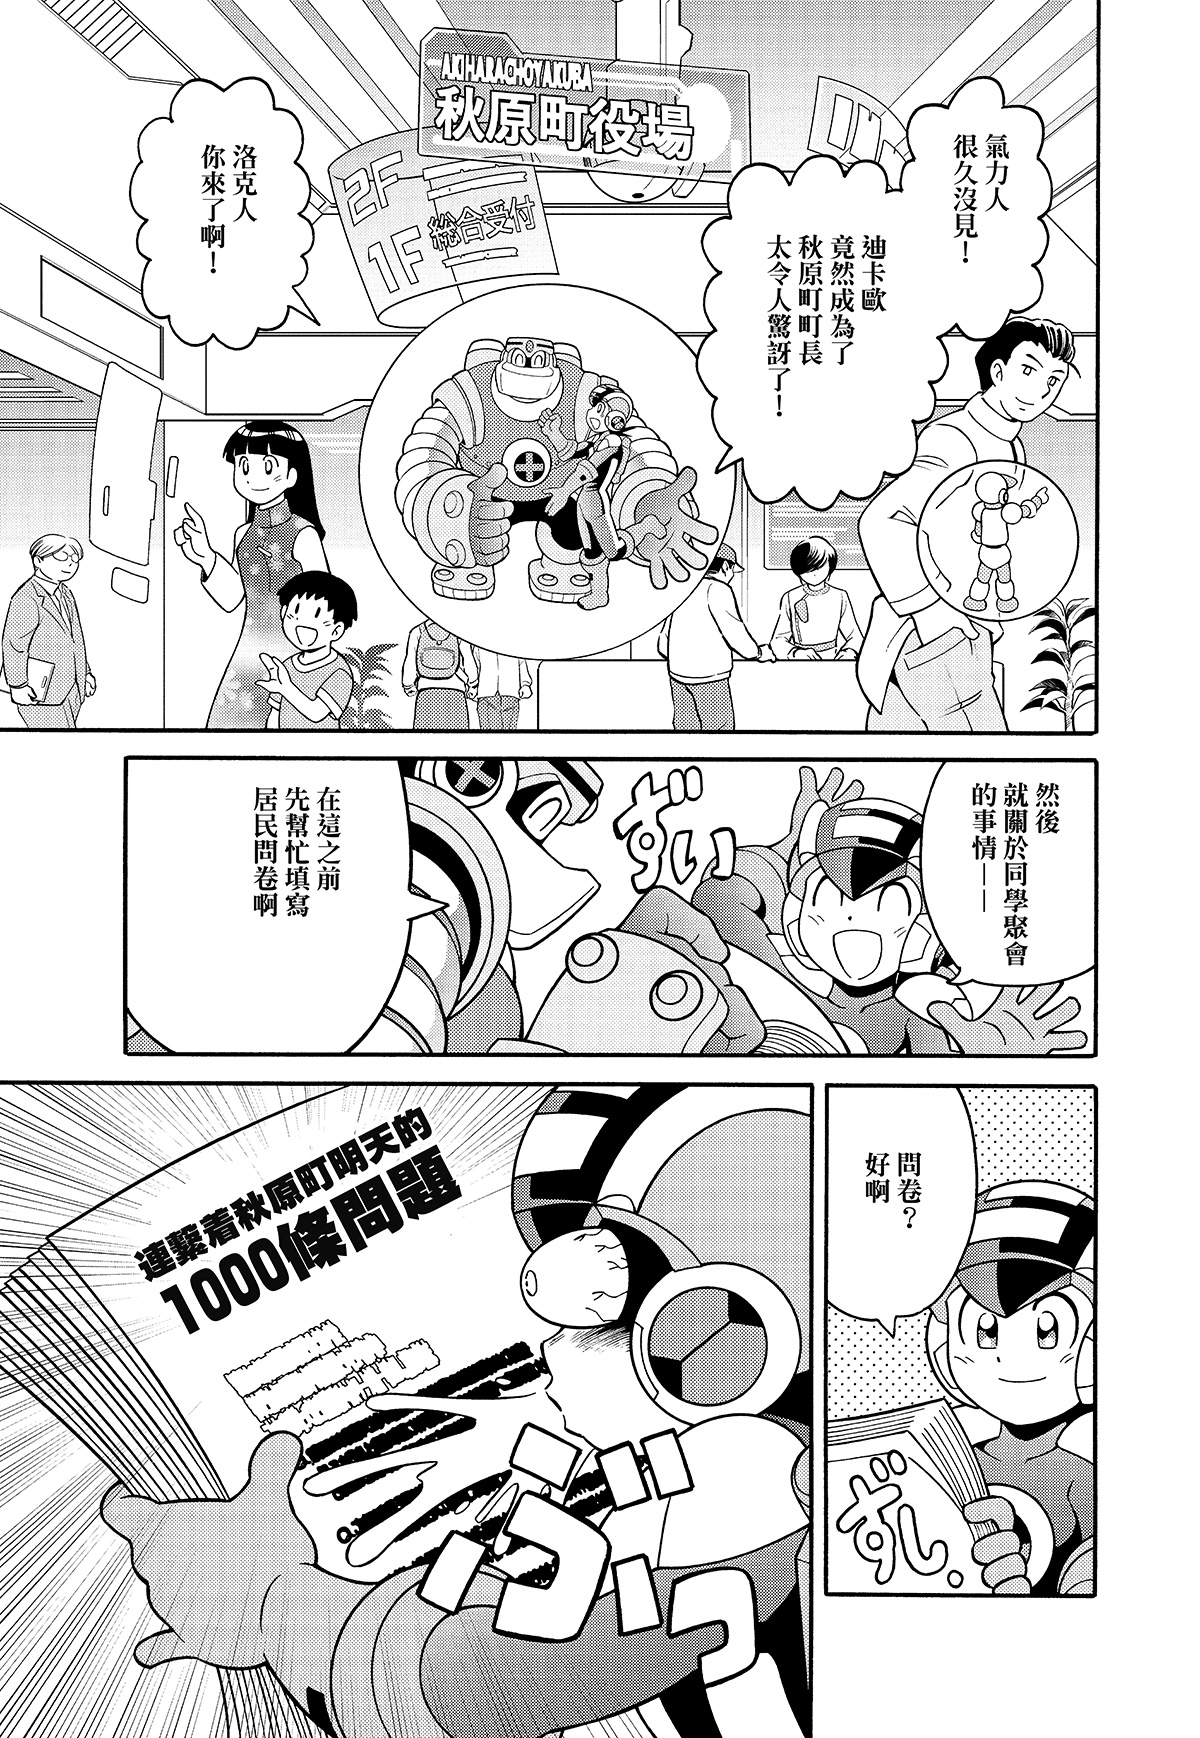 AKIHARACHOYAKUBA
秋原町役場
2F
1F 総合受付
氣力人
很久沒見！
迪卡歐
竟然成為了
秋原町町長
太令人驚訝了！
洛克人
你來了啊！
然後
就關於同學聚會
的事情——
ずいっ
在這之前
先幫忙填寫
居民問卷啊
問卷？
好啊
ずし．
連繫着秋原町明天的
1000條問題
ブーッ